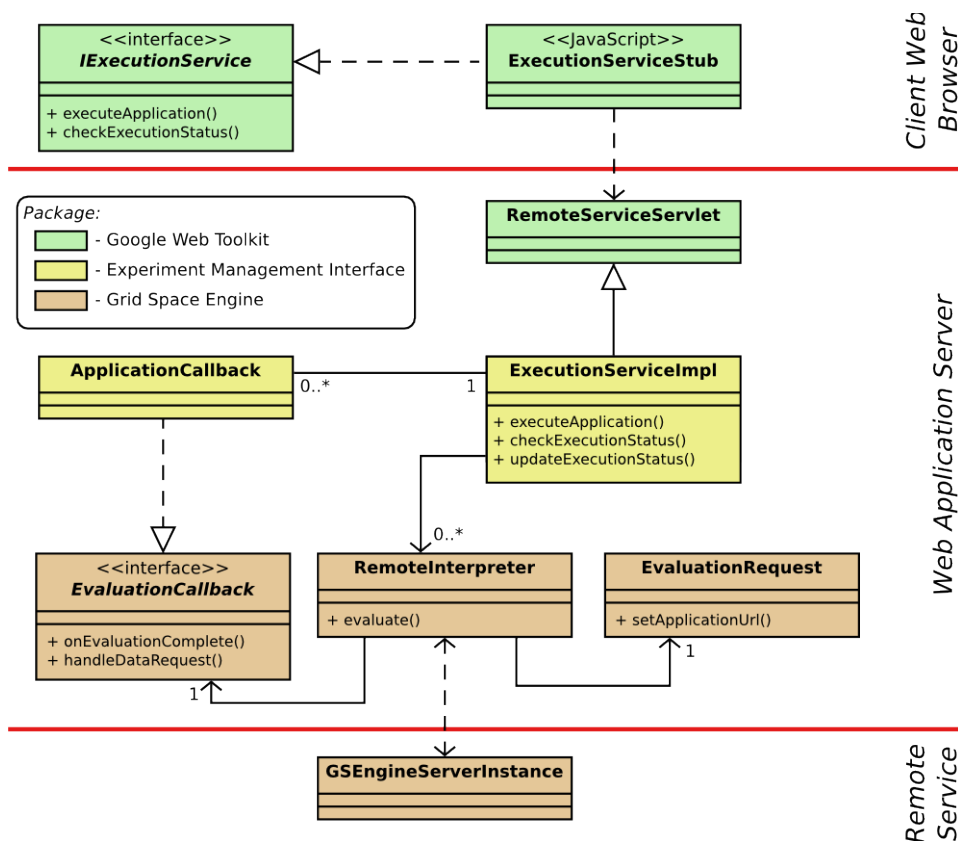 <<interface>>
IExecutionService
+ executeApplication()
+ checkExecutionStatus()
<<JavaScript>>
ExecutionServiceStub
Client Web
Browser
Package:
- Google Web Toolkit
- Experiment Management Interface
- Grid Space Engine
RemoteServiceServlet
ApplicationCallback
0..*
1
ExecutionServiceImpl
+ executeApplication()
+ checkExecutionStatus()
+ updateExecutionStatus()
Web Application Server
0..*
<<interface>>
EvaluationCallback
+ onEvaluationComplete()
+ handleDataRequest()
RemoteInterpreter
+ evaluate()
EvaluationRequest
+ setApplicationUrl()
1
1
GSEngineServerInstance
Remote
Service